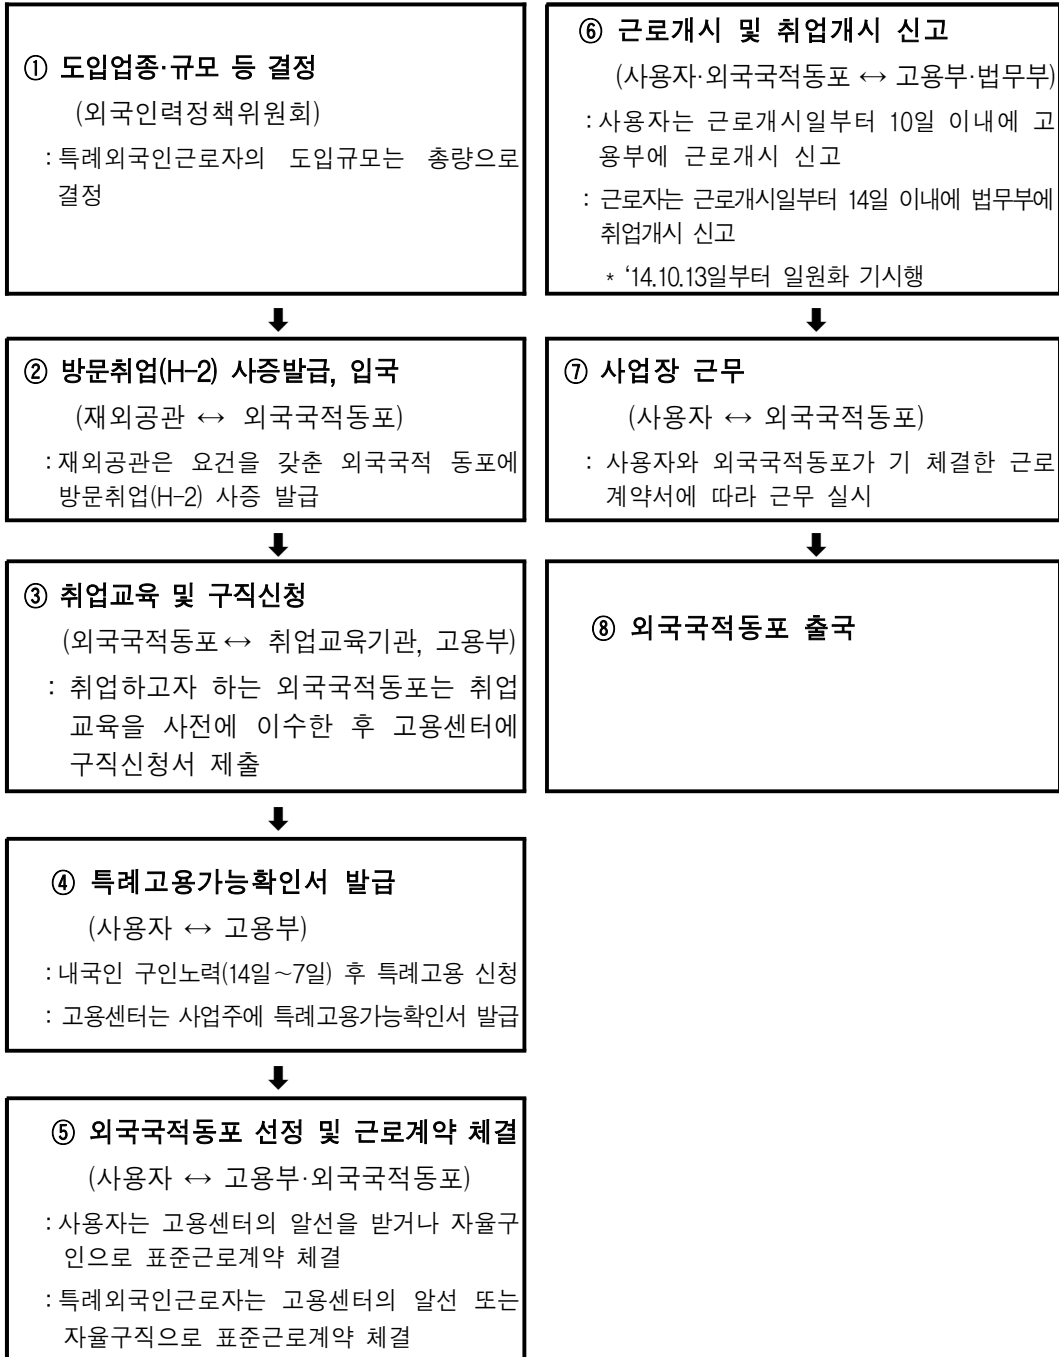 ① 도입업종·규모 등 결정
(외국인력정책위원회)
: 특례외국인근로자의 도입규모는 총량으로
결정
② 방문취업(H-2) 사증발급, 입국
(재외공관 ↔ 외국국적동포)
: 재외공관은 요건을 갖춘 외국국적 동포에
방문취업(H-2) 사증 발급
③ 취업교육 및 구직신청
(외국국적동포 ↔ 취업교육기관, 고용부)
: 취업하고자 하는 외국국적동포는 취업
교육을 사전에 이수한 후 고용센터에
구직신청서 제출
④ 특례고용가능확인서 발급
(사용자 ↔ 고용부)
: 내국인 구인노력(14일~7일) 후 특례고용 신청
: 고용센터는 사업주에 특례고용가능확인서 발급
⑤ 외국국적동포 선정 및 근로계약 체결
(사용자 ↔ 고용부·외국국적동포)
: 사용자는 고용센터의 알선을 받거나 자율구
인으로 표준근로계약 체결
: 특례외국인근로자는 고용센터의 알선 또는
자율구직으로 표준근로계약 체결
⑥ 근로개시 및 취업개시 신고
(사용자·외국국적동포 ↔ 고용부·법무부)
: 사용자는 근로개시일부터 10일 이내에 고
용부에 근로개시 신고
: 근로자는 근로개시일부터 14일 이내에 법무부에
취업개시 신고
* ‘14.10.13일부터 일원화 기시행
⑦ 사업장 근무
(사용자 ↔ 외국국적동포)
: 사용자와 외국국적동포가 기 체결한 근로
계약서에 따라 근무 실시
⑧ 외국국적동포 출국